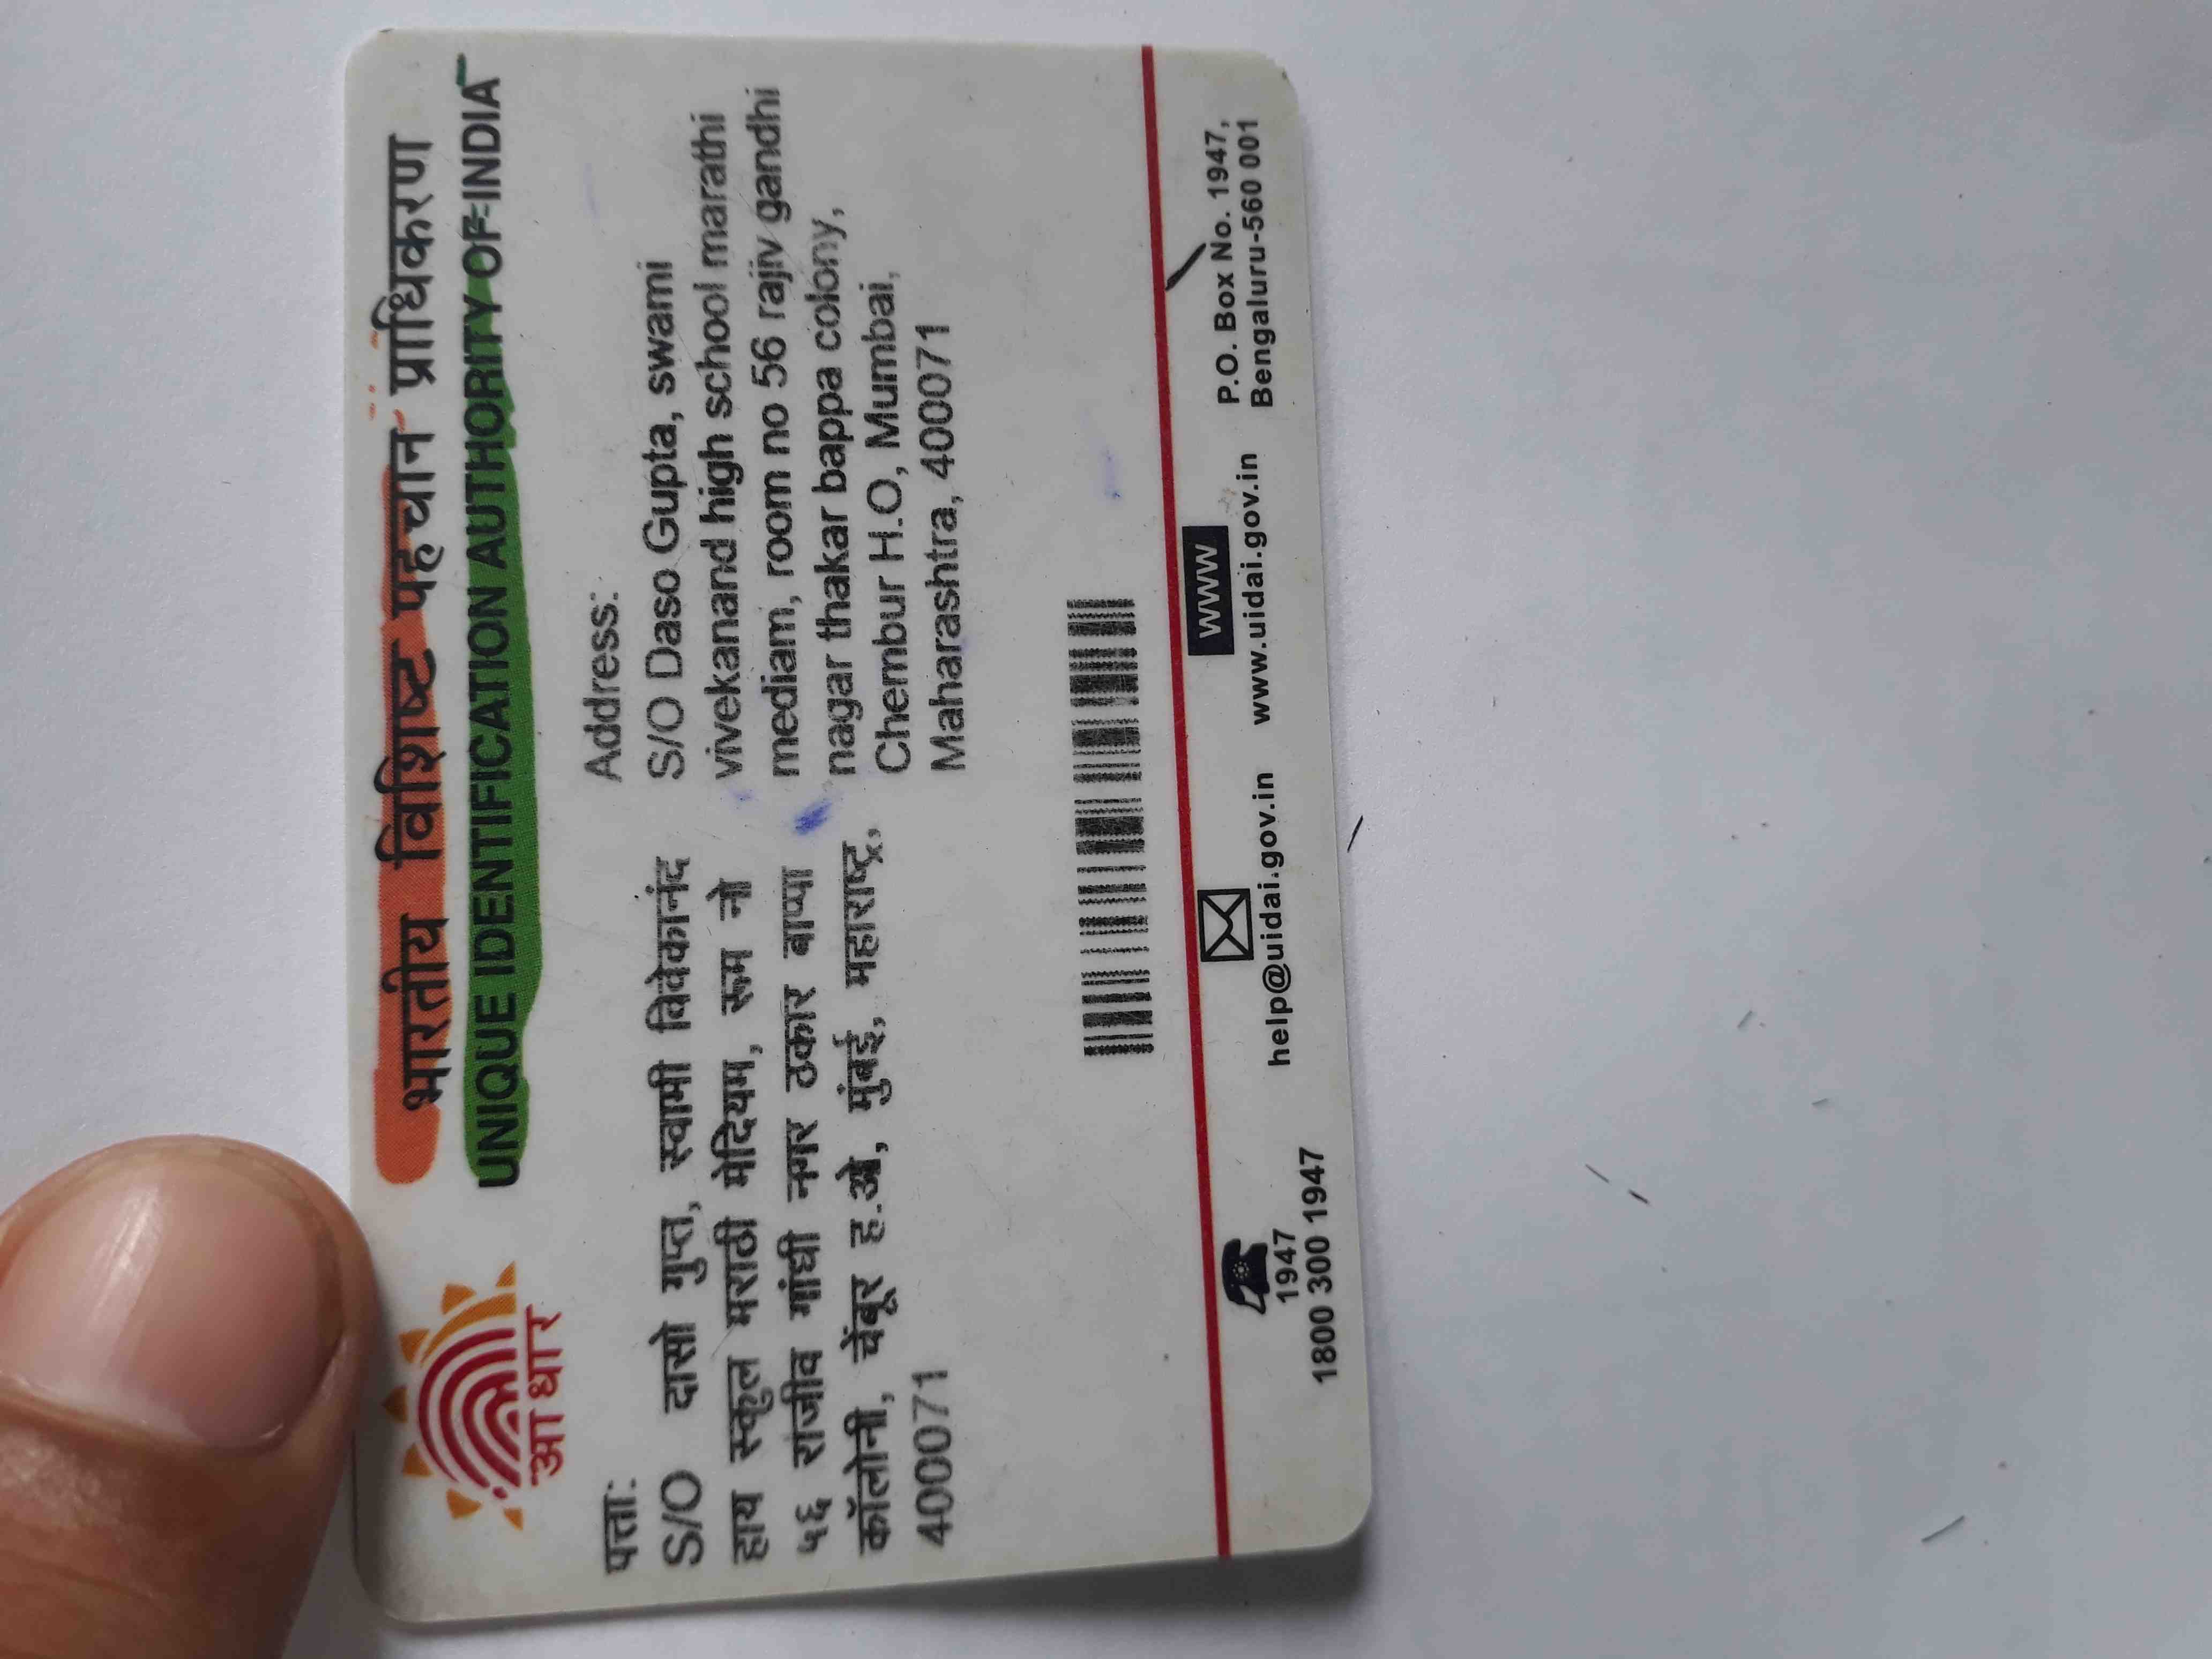 भारतीय विशिष्ट पहचान प्राधिकरण
UNIQUE IDENTIFICATION AUTHORITY OF INDIA
आधार
पत्ता:
S/O दासो गुप्त, स्वामी विवेकानंद
हाय स्कूल मराठी मेदियम, रूम नो
५६ राजीव गांधी नगर ठकार बाप्पा
कॉलोनी, चेंबूर ह.ओ, मुंबई, महाराष्ट्र,
400071
Address:
S/O Daso Gupta, swami
vivekanand high school marathi
mediam, room no 56 rajiv gandhi
nagar thakar bappa colony,
Chembur H.O, Mumbai,
Maharashtra, 400071
1947
1800 300 1947
help@uidai.gov.in
WWW
www.uidai.gov.in
P.O. Box No. 1947,
Bengaluru-560 001